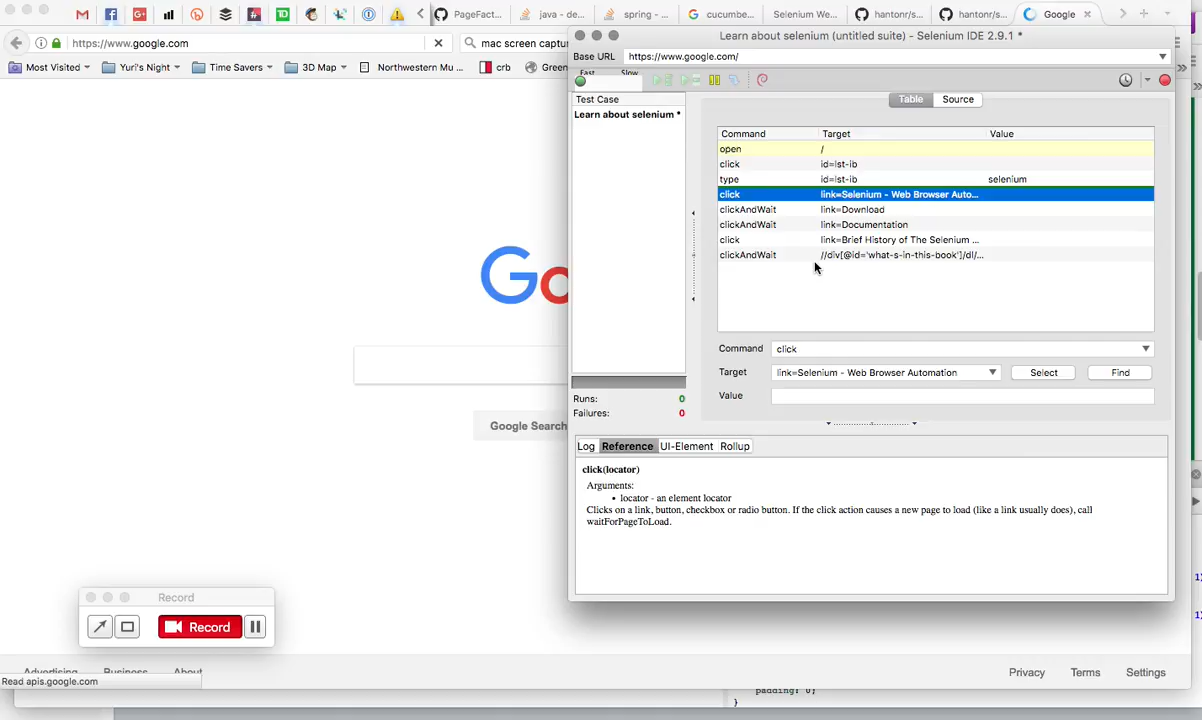 PageFact...
java - de...
spring - ...
cucumbe...
Selenium We...
hantonr/s...
hantonr/s...
Google
https://www.google.com
mac screen captu
Most Visited
Yuri's Night
Time Savers
3D Map
Northwestern Mu ...
crb
Green
Go
Google Search
Learn about selenium (untitled suite) - Selenium IDE 2.9.1 *
Base URL
https://www.google.com/
Fast Slow
Table Source
Test Case
Learn about selenium *
Command Target Value
open /
click id=lst-ib
type id=lst-ib selenium
click link=Selenium - Web Browser Auto...
clickAndWait link=Download
clickAndWait link=Documentation
click link=Brief History of The Selenium ...
clickAndWait //div[@id='what-s-in-this-book']/dl/...
Command click
Target link=Selenium - Web Browser Automation Select Find
Value
Runs: 0
Failures: 0
Log Reference UI-Element Rollup
click(locator)
Arguments:
• locator - an element locator
Clicks on a link, button, checkbox or radio button. If the click action causes a new page to load (like a link usually does), call
waitForPageToLoad.
Record
Record
Advertising Business About
Privacy Terms Settings
Read apis.google.com
padding: 0;
}
1)
1)